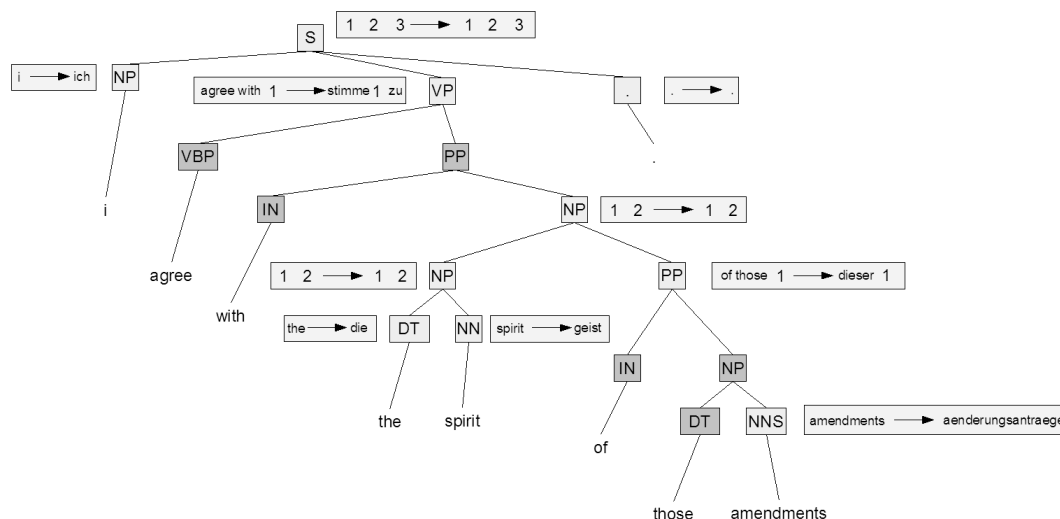 S
1 2 3 → 1 2 3
i → ich
NP
agree with 1 → stimme 1 zu
VP
.
. → .
VBP
PP
.
i
IN
NP
1 2 → 1 2
agree
with
1 2 → 1 2
NP
PP
of those 1 → dieser 1
the → die
DT
NN
spirit → geist
IN
NP
the
spirit
of
DT
NNS
amendments → aenderungsantraege
those
amendments